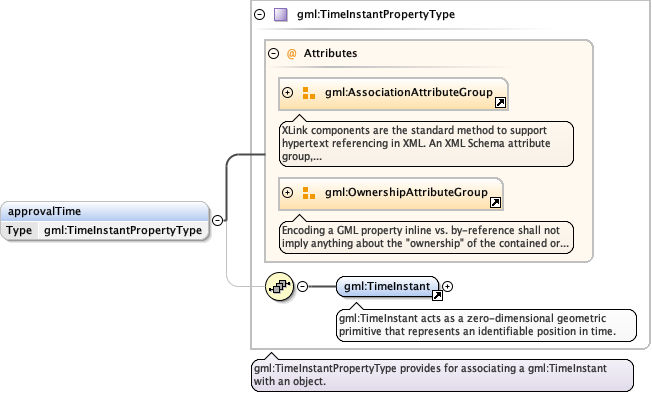 gml:TimeInstantPropertyType
@ Attributes
gml:AssociationAttributeGroup
XLink components are the standard method to support
hypertext referencing in XML. An XML Schema attribute
group,...
gml:OwnershipAttributeGroup
Encoding a GML property inline vs. by-reference shall not
imply anything about the "ownership" of the contained or...
approvalTime
Type gml:TimeInstantPropertyType
gml:TimeInstant
gml:TimeInstant acts as a zero-dimensional geometric
primitive that represents an identifiable position in time.
gml:TimeInstantPropertyType provides for associating a gml:TimeInstant
with an object.